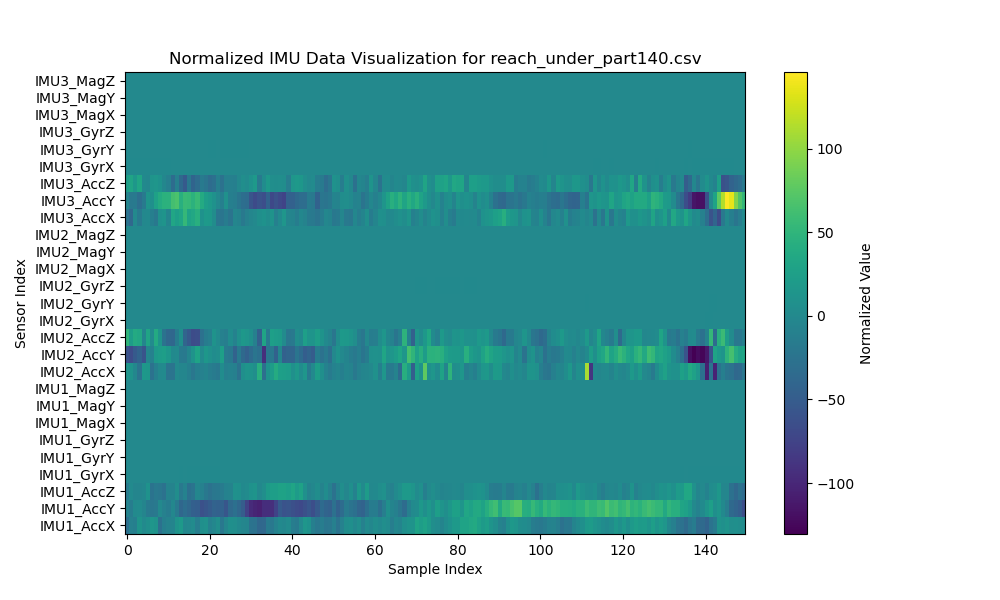 Normalized IMU Data Visualization for reach_under_part140.csv
IMU3_MagZ
IMU3_MagY
IMU3_MagX
IMU3_GyrZ
IMU3_GyrY
IMU3_GyrX
IMU3_AccZ
IMU3_AccY
IMU3_AccX
IMU2_MagZ
IMU2_MagY
IMU2_MagX
IMU2_GyrZ
IMU2_GyrY
IMU2_GyrX
IMU2_AccZ
IMU2_AccY
IMU2_AccX
IMU1_MagZ
IMU1_MagY
IMU1_MagX
IMU1_GyrZ
IMU1_GyrY
IMU1_GyrX
IMU1_AccZ
IMU1_AccY
IMU1_AccX
Sensor Index
0 20 40 60 80 100 120 140
Sample Index
100
50
0
−50
−100
Normalized Value